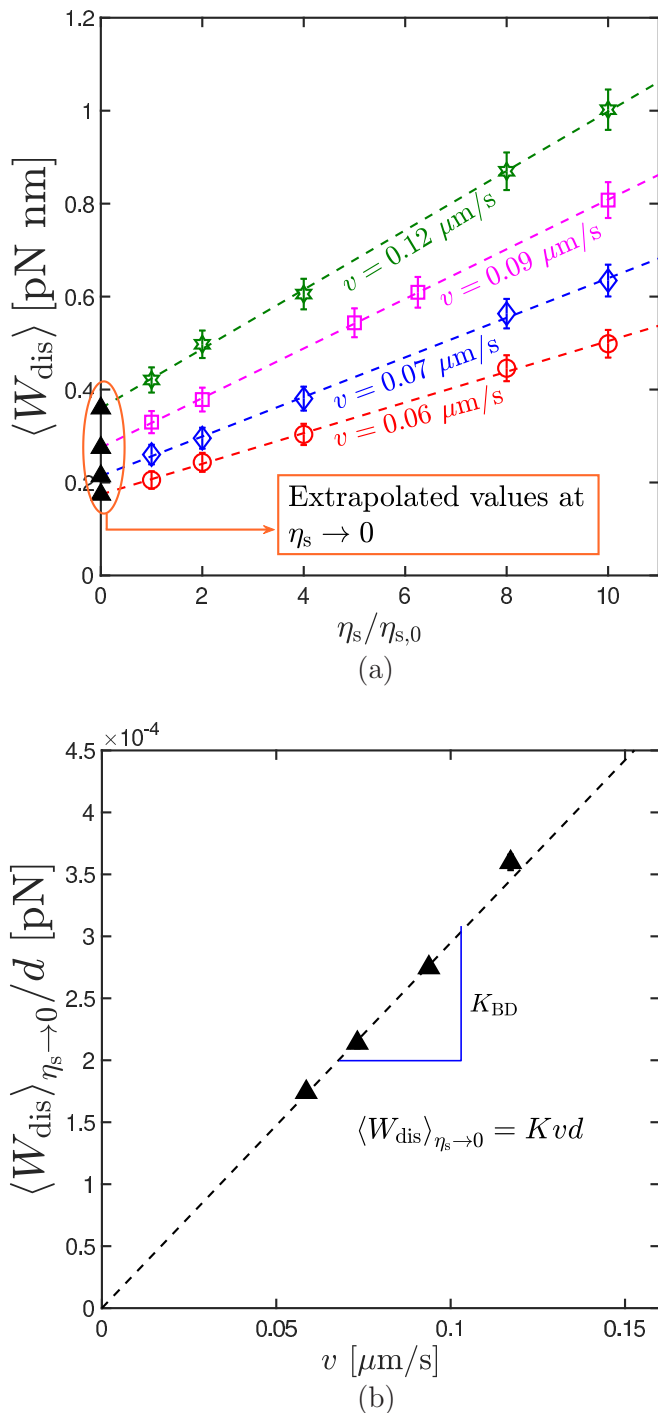 1.2
1
0.8
0.6
0.4
0.2
0
⟨W_dis⟩ [pN nm]
v = 0.12 μm/s
v = 0.09 μm/s
v = 0.07 μm/s
v = 0.06 μm/s
Extrapolated values at
η_s → 0
0 2 4 6 8 10
η_s/η_s,0
(a)
×10⁻⁴
4.5
4
3.5
3
2.5
2
1.5
1
0.5
0
⟨W_dis⟩_η_s→0/d [pN]
K_BD
⟨W_dis⟩_η_s→0 = Kvd
0 0.05 0.1 0.15
v [μm/s]
(b)